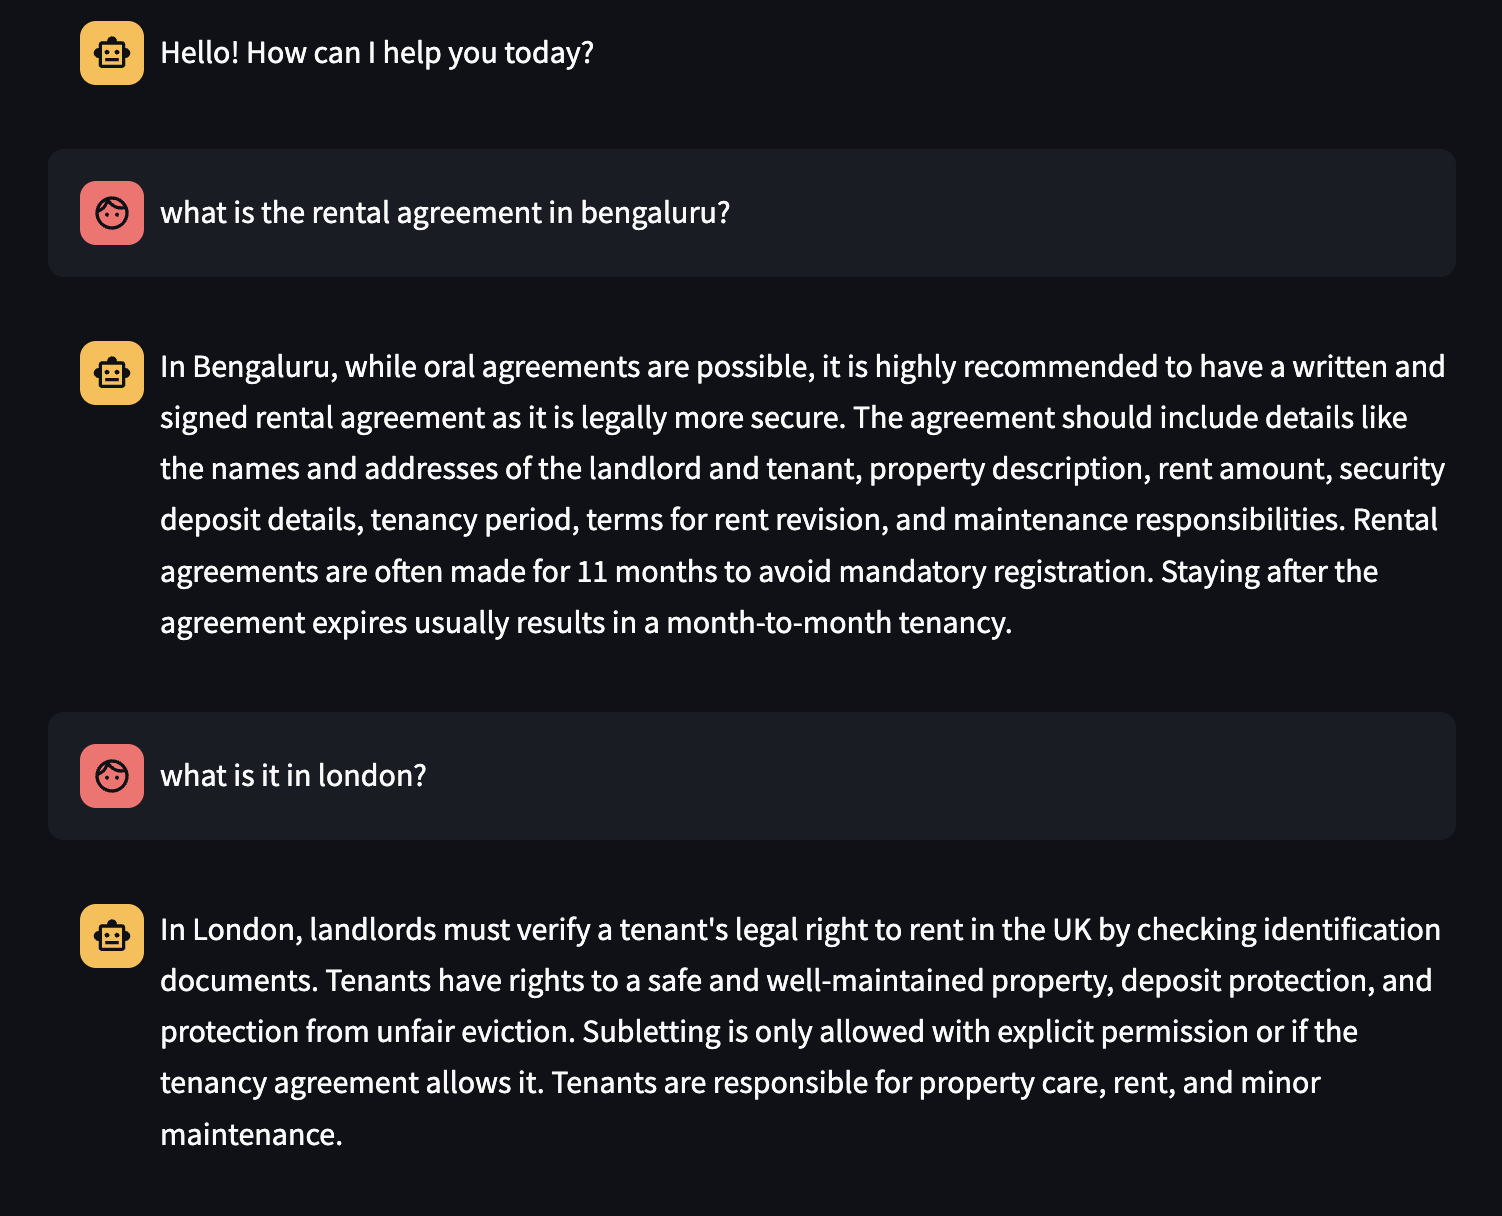 Hello! How can I help you today?
what is the rental agreement in bengaluru?
In Bengaluru, while oral agreements are possible, it is highly recommended to have a written and
signed rental agreement as it is legally more secure. The agreement should include details like
the names and addresses of the landlord and tenant, property description, rent amount, security
deposit details, tenancy period, terms for rent revision, and maintenance responsibilities. Rental
agreements are often made for 11 months to avoid mandatory registration. Staying after the
agreement expires usually results in a month-to-month tenancy.
what is it in london?
In London, landlords must verify a tenant's legal right to rent in the UK by checking identification
documents. Tenants have rights to a safe and well-maintained property, deposit protection, and
protection from unfair eviction. Subletting is only allowed with explicit permission or if the
tenancy agreement allows it. Tenants are responsible for property care, rent, and minor
maintenance.